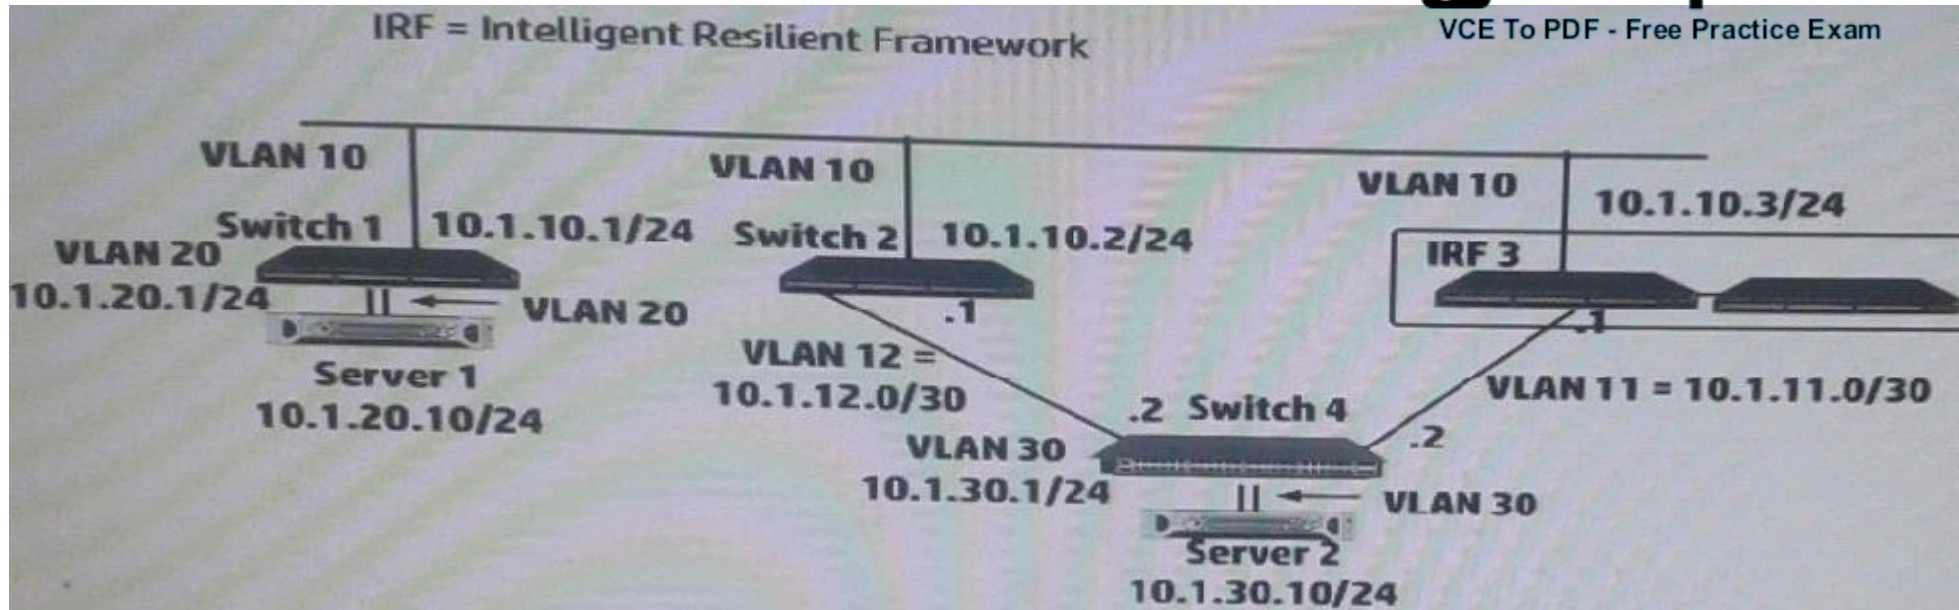 VCE To PDF - Free Practice Exam
IRF = Intelligent Resilient Framework
VLAN 10
VLAN 10
VLAN 10
10.1.10.3/24
Switch 1
10.1.10.1/24
Switch 2
10.1.10.2/24
IRF 3
VLAN 20
10.1.20.1/24
VLAN 20
.1
.1
Server 1
10.1.20.10/24
VLAN 12 =
10.1.12.0/30
VLAN 11 = 10.1.11.0/30
.2 Switch 4
.2
VLAN 30
10.1.30.1/24
VLAN 30
Server 2
10.1.30.10/24